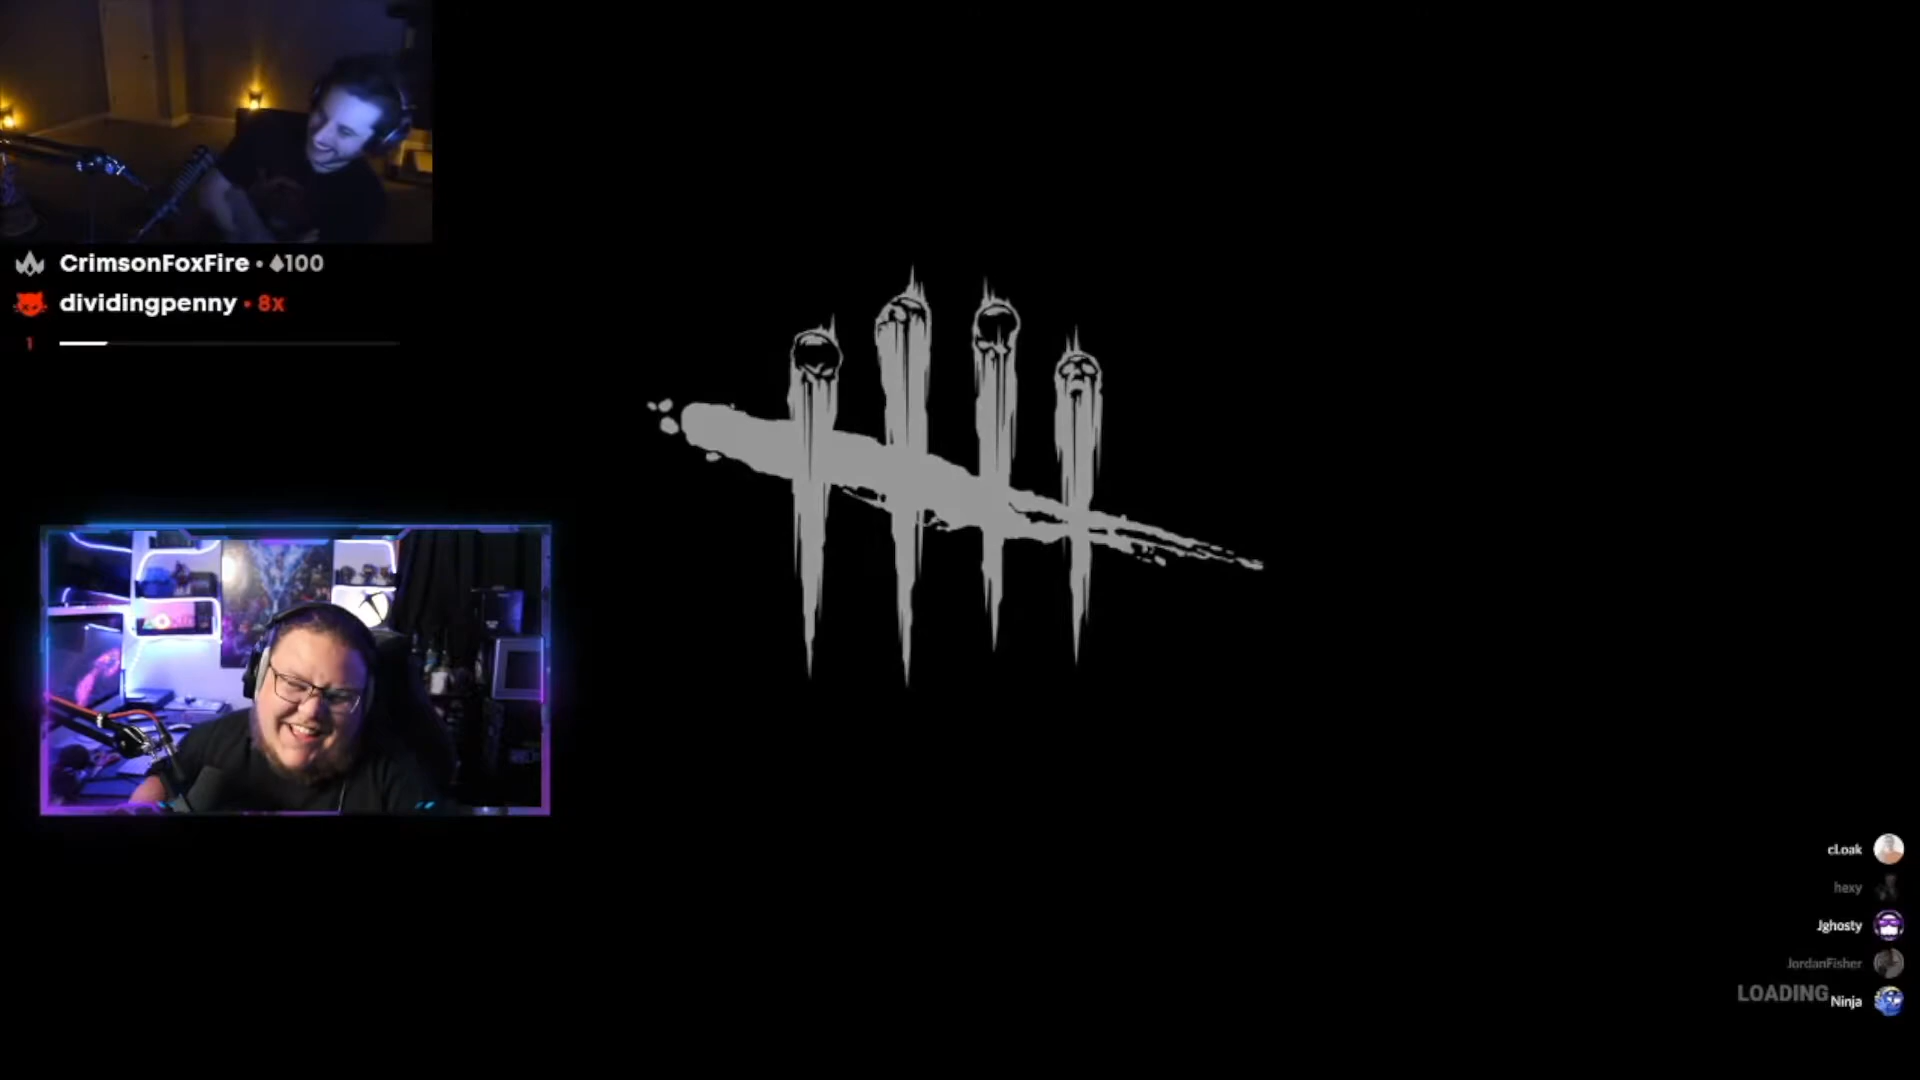 CrimsonFoxFire • 100
dividingpenny • 8x
1
cLoak
hexy
Jghosty
JordanFisher
LOADING
Ninja